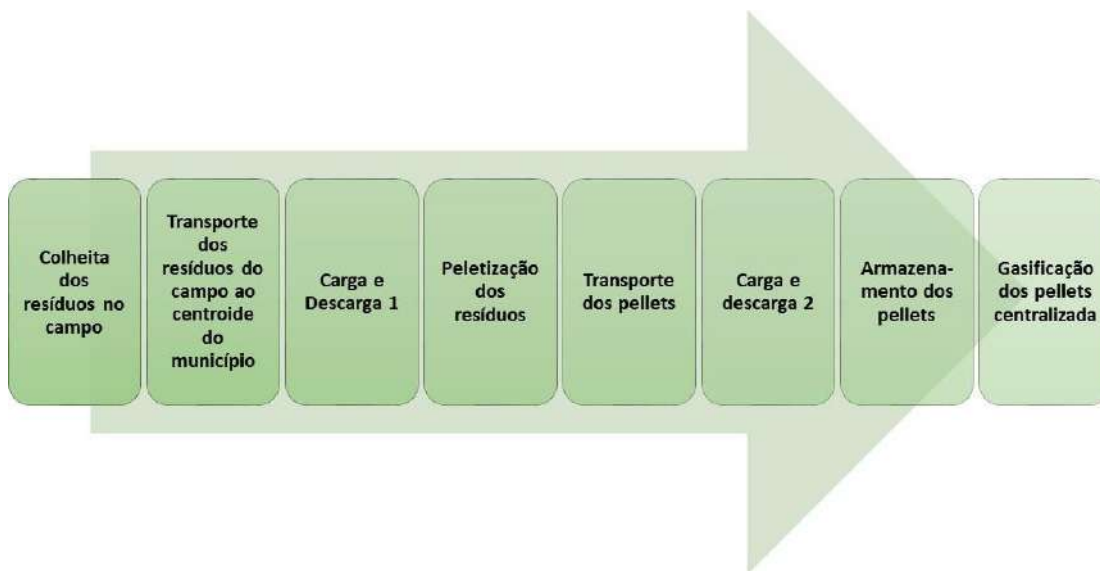 Colheita
dos
resíduos no
campo
Transporte
dos
resíduos do
campo ao
centroide
do
município
Carga e
Descarga 1
Peletização
dos
resíduos
Transporte
dos pellets
Carga e
descarga 2
Armazena-
mento dos
pellets
Gasificação
dos pellets
centralizada